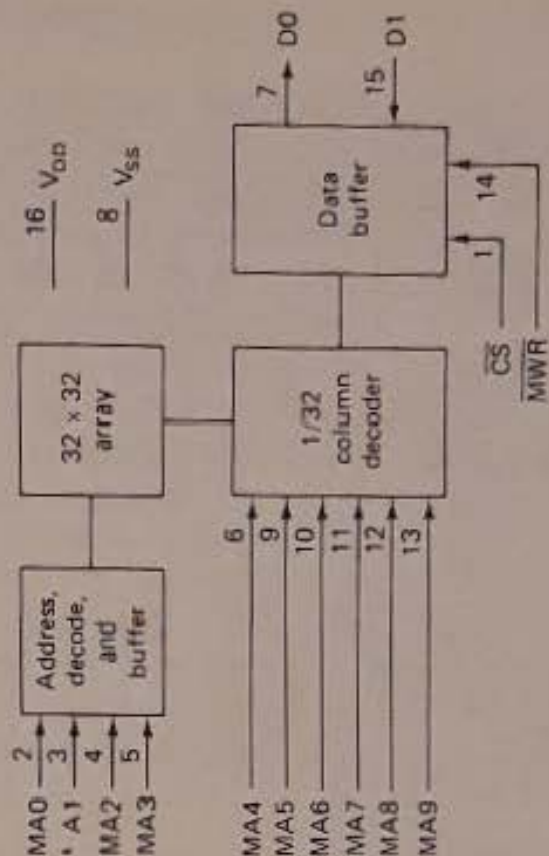 MA0
2
A1
3
MA2
4
MA3
5
Address,
decode,
and
buffer
32 × 32
array
16
V_DD
8
V_SS
MA4
6
MA5
9
MA6
10
MA7
11
MA8
12
MA9
13
1/32
column
decoder
Data
buffer
7
D0
15
D1
1
14
CS
MWR